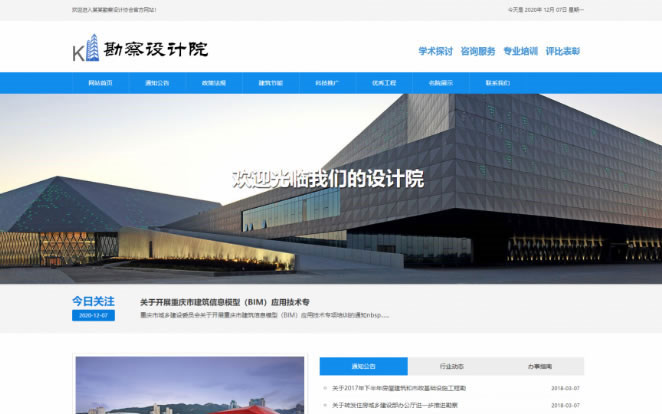 欢迎进入某某勘察设计协会官方网站!
今天是 2020年 12月 07日 星期一
K 勘察设计院
学术探讨 咨询服务 专业培训 评比表彰
网站首页 通知公告 政策法规 建筑节能 科技推广 优秀工程 名院展示 联系我们
欢迎光临我们的设计院
今日关注
2020-12-07
关于开展重庆市建筑信息模型（BIM）应用技术专
重庆市城乡建设委员会关于开展重庆市建筑信息模型（BIM）应用技术专项培训的通知nbsp......
通知公告 行业动态 办事指南
关于2017年下半年房屋建筑和市政基础设施工程勘 2018-03-07
关于转发住房城乡建设部办公厅进一步推进勘察 2018-03-07